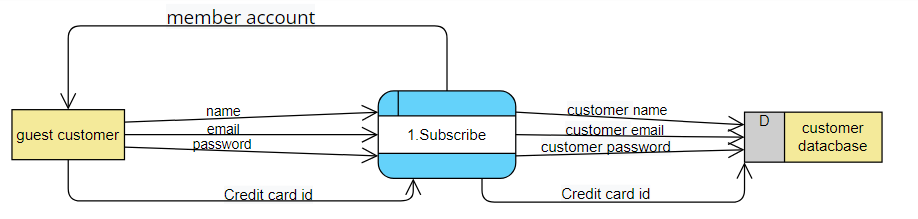 member account
name
customer name
D
guest customer
email
1.Subscribe
customer email
customer
datacbase
password
customer password
Credit card id
Credit card id